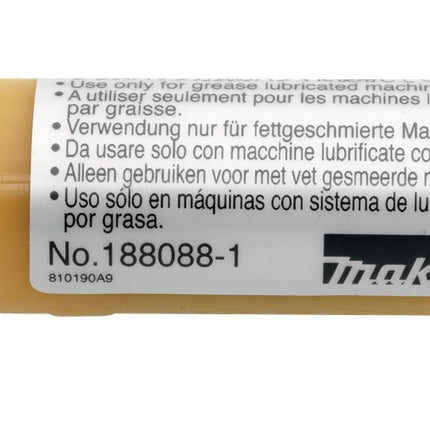 • Use only for grease lubricated machin
• A utiliser seulement pour les machines l
par graisse.
• Verwendung nur für fettgeschmierte Ma
• Da usare solo con macchine lubrificate co
• Alleen gebruiken voor met vet gesmeerde
• Uso sólo en máquinas con sistema de lu
por grasa.
No.188088-1
810190A9
mak